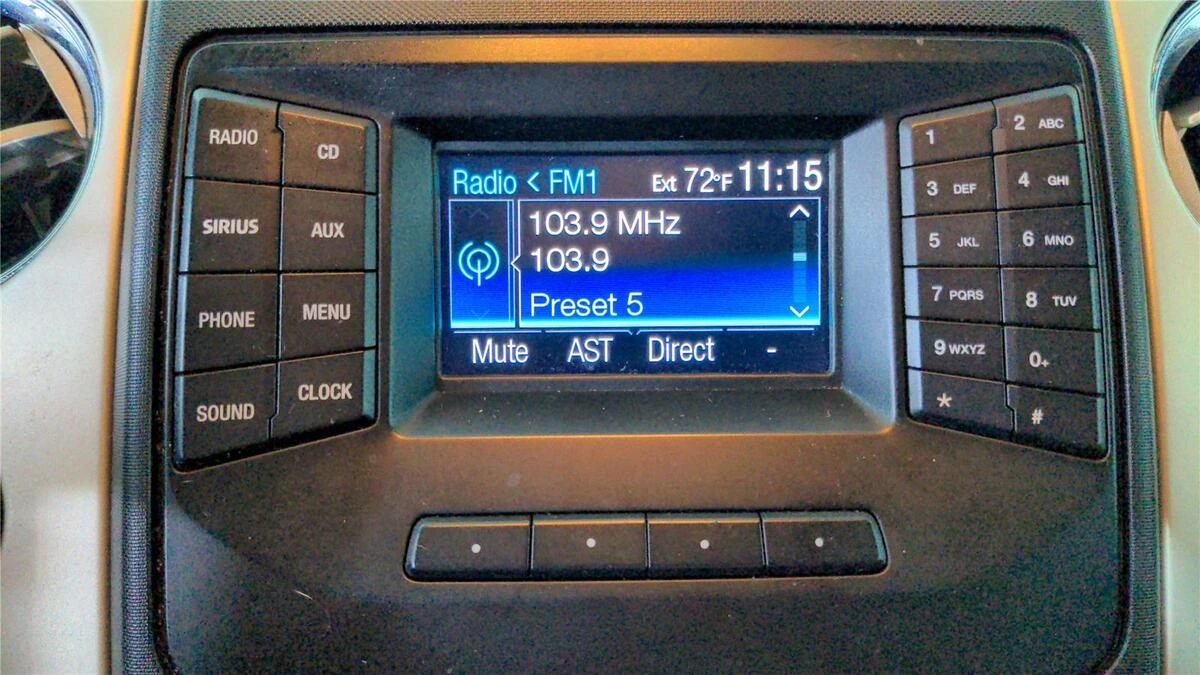 RADIO
CD
SIRIUS
AUX
PHONE
MENU
SOUND
CLOCK
Radio < FM1 Ext 72°F 11:15
103.9 MHz
103.9
Preset 5
Mute AST Direct -
1 2 ABC
3 DEF 4 GHI
5 JKL 6 MNO
7 PQRS 8 TUV
9 WXYZ 0+
* #